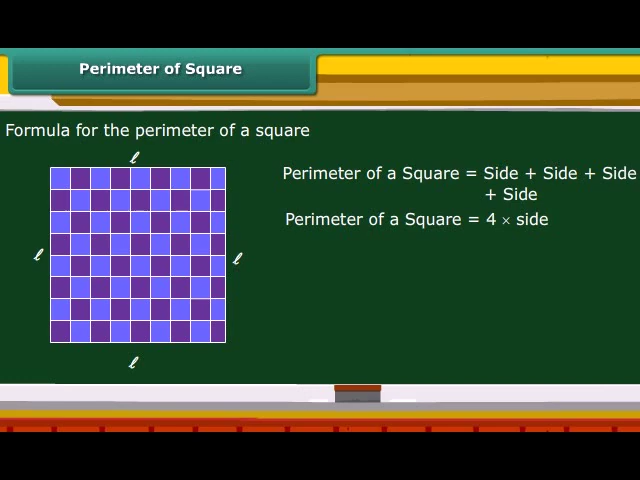 Perimeter of Square
Formula for the perimeter of a square
ℓ
Perimeter of a Square = Side + Side + Side
+ Side
Perimeter of a Square = 4 × side
ℓ
ℓ
ℓ